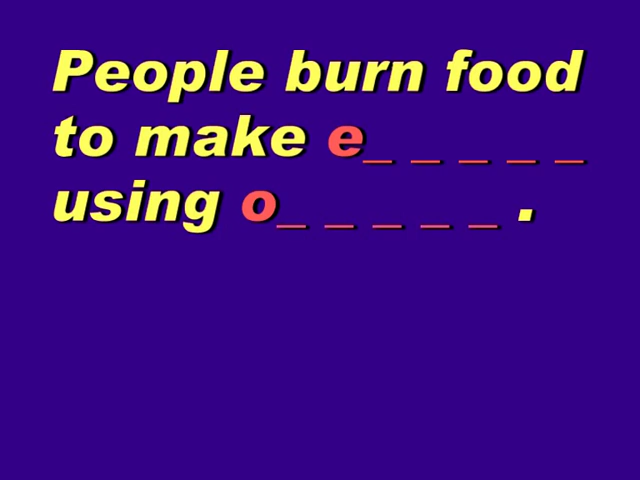 People burn food
to make e_ _ _ _ _
using o_ _ _ _ _ .